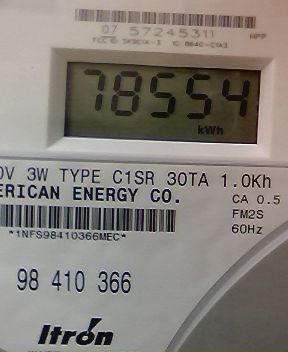 07 57245311
78554
kWh
0V 3W TYPE C1SR 30TA 1.0Kh
ERICAN ENERGY CO.
CA 0.5
FM2S
60Hz
*1NFS98410366MEC*
98 410 366
Itrón